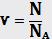 ν = N / N_A